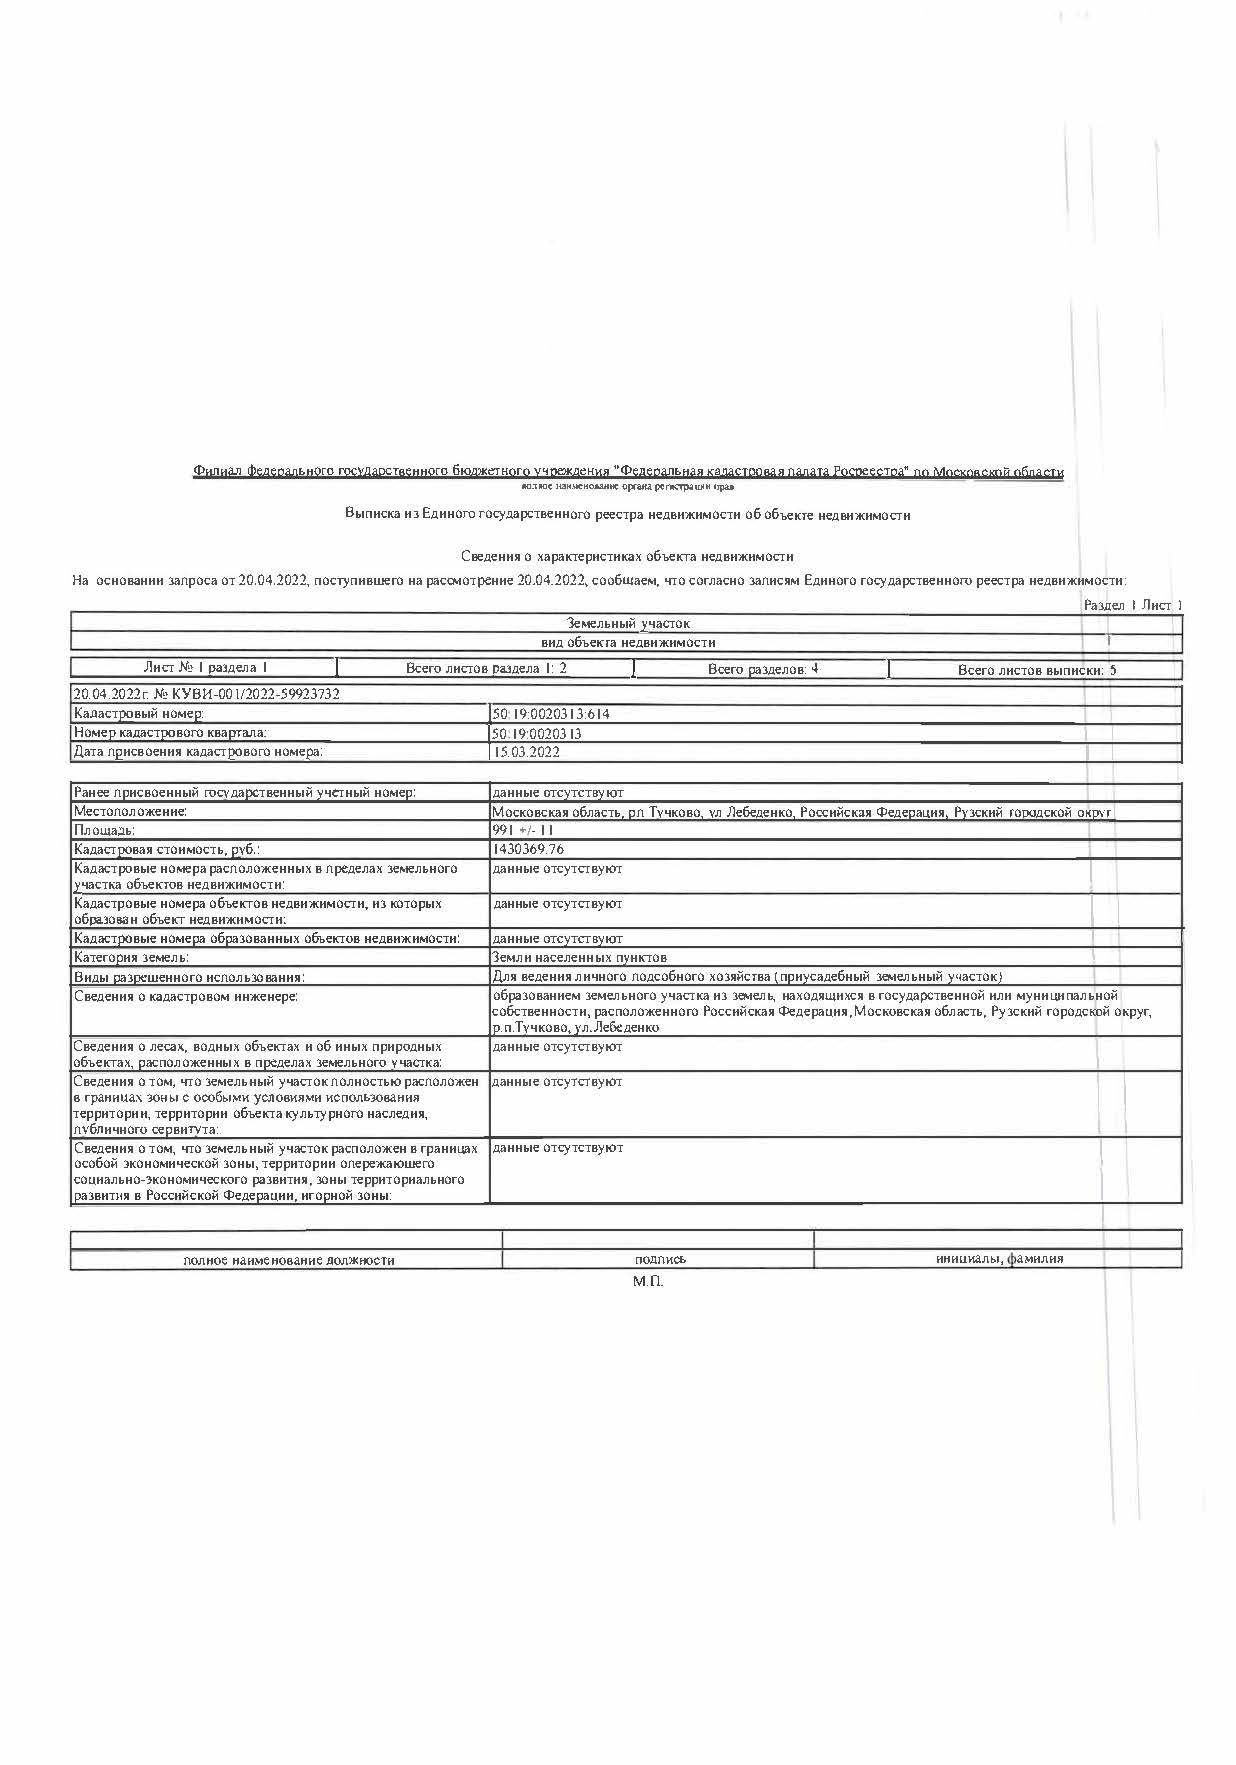 Филиал федерального государственного бюджетного учреждения "Федеральная кадастровая палата Росреестра" по Московской области
полное наименование органа регистрации прав
Выписка из Единого государственного реестра недвижимости об объекте недвижимости
Сведения о характеристиках объекта недвижимости
На основании запроса от 20.04.2022, поступившего на рассмотрение 20.04.2022, сообщаем, что согласно записям Единого государственного реестра недвижимости:
Раздел 1 Лист 1
Земельный участок
вид объекта недвижимости
Лист № 1 раздела 1 Всего листов раздела 1: 2 Всего разделов: 4 Всего листов выписки: 5
20.04.2022г. № КУВИ-001/2022-59923732
Кадастровый номер: 50:19:0020313:614
Номер кадастрового квартала: 50:19:0020313
Дата присвоения кадастрового номера: 15.03.2022
Ранее присвоенный государственный учетный номер: данные отсутствуют
Местоположение: Московская область, рп Тучково, ул Лебеденко, Российская Федерация, Рузский городской округ
Площадь: 991 +/- 11
Кадастровая стоимость, руб.: 1430369.76
Кадастровые номера расположенных в пределах земельного данные отсутствуют
участка объектов недвижимости:
Кадастровые номера объектов недвижимости, из которых данные отсутствуют
образован объект недвижимости:
Кадастровые номера образованных объектов недвижимости: данные отсутствуют
Категория земель: Земли населенных пунктов
Виды разрешенного использования: Для ведения личного подсобного хозяйства (приусадебный земельный участок)
Сведения о кадастровом инженере: образованием земельного участка из земель, находящихся в государственной или муниципальной
собственности, расположенного Российская Федерация, Московская область, Рузский городской округ,
р.п.Тучково, ул.Лебеденко
Сведения о лесах, водных объектах и об иных природных данные отсутствуют
объектах, расположенных в пределах земельного участка:
Сведения о том, что земельный участок полностью расположен данные отсутствуют
в границах зоны с особыми условиями использования
территории, территории объекта культурного наследия,
публичного сервитута:
Сведения о том, что земельный участок расположен в границах данные отсутствуют
особой экономической зоны, территории опережающего
социально-экономического развития, зоны территориального
развития в Российской Федерации, игорной зоны:
полное наименование должности подпись инициалы, фамилия
М.П.